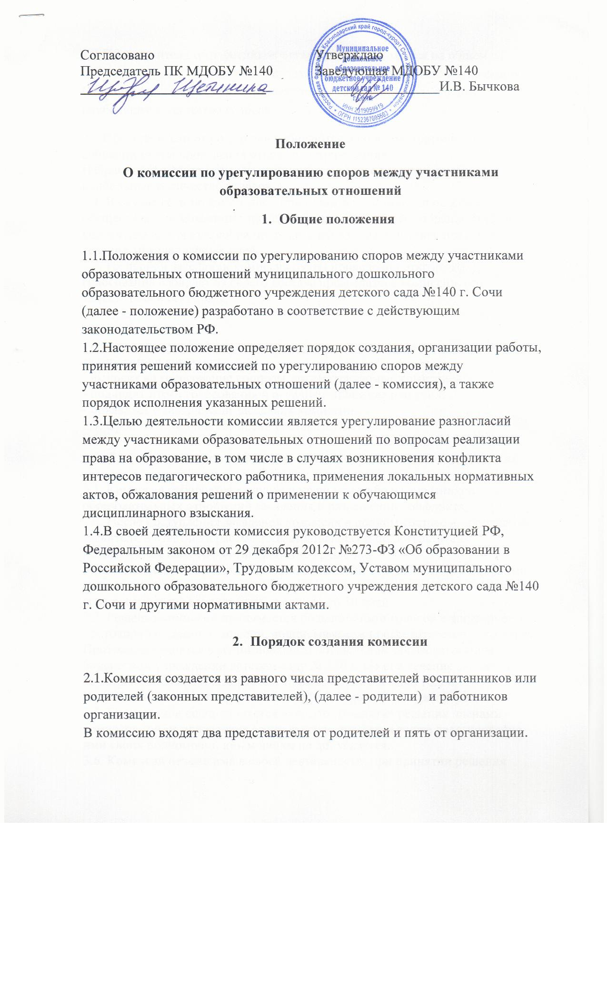 Согласовано
Председатель ПК МДОБУ №140
Утверждаю
Заведующая МДОБУ №140
И.В. Бычкова
Российская Федерация Краснодарский край город-курорт Сочи Хостинский район
Муниципальное
дошкольное
образовательное
бюджетное учреждение
детский сад № 140
г. Сочи
ИНН 2319059919
ОГРН 1152367005603
Положение
О комиссии по урегулированию споров между участниками
образовательных отношений
1. Общие положения
1.1.Положения о комиссии по урегулированию споров между участниками
образовательных отношений муниципального дошкольного
образовательного бюджетного учреждения детского сада №140 г. Сочи
(далее - положение) разработано в соответствие с действующим
законодательством РФ.
1.2.Настоящее положение определяет порядок создания, организации работы,
принятия решений комиссией по урегулированию споров между
участниками образовательных отношений (далее - комиссия), а также
порядок исполнения указанных решений.
1.3.Целью деятельности комиссии является урегулирование разногласий
между участниками образовательных отношений по вопросам реализации
права на образование, в том числе в случаях возникновения конфликта
интересов педагогического работника, применения локальных нормативных
актов, обжалования решений о применении к обучающимся
дисциплинарного взыскания.
1.4.В своей деятельности комиссия руководствуется Конституцией РФ,
Федеральным законом от 29 декабря 2012г №273-ФЗ «Об образовании в
Российской Федерации», Трудовым кодексом, Уставом муниципального
дошкольного образовательного бюджетного учреждения детского сада №140
г. Сочи и другими нормативными актами.
2. Порядок создания комиссии
2.1.Комиссия создается из равного числа представителей воспитанников или
родителей (законных представителей), (далее - родители) и работников
организации.
В комиссию входят два представителя от родителей и пять от организации.